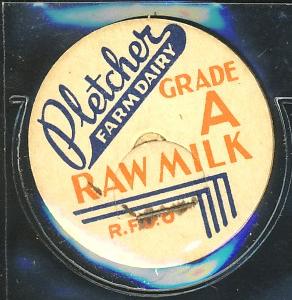 Pletcher
FARM DAIRY
GRADE
A
RAW MILK
R.F.D.